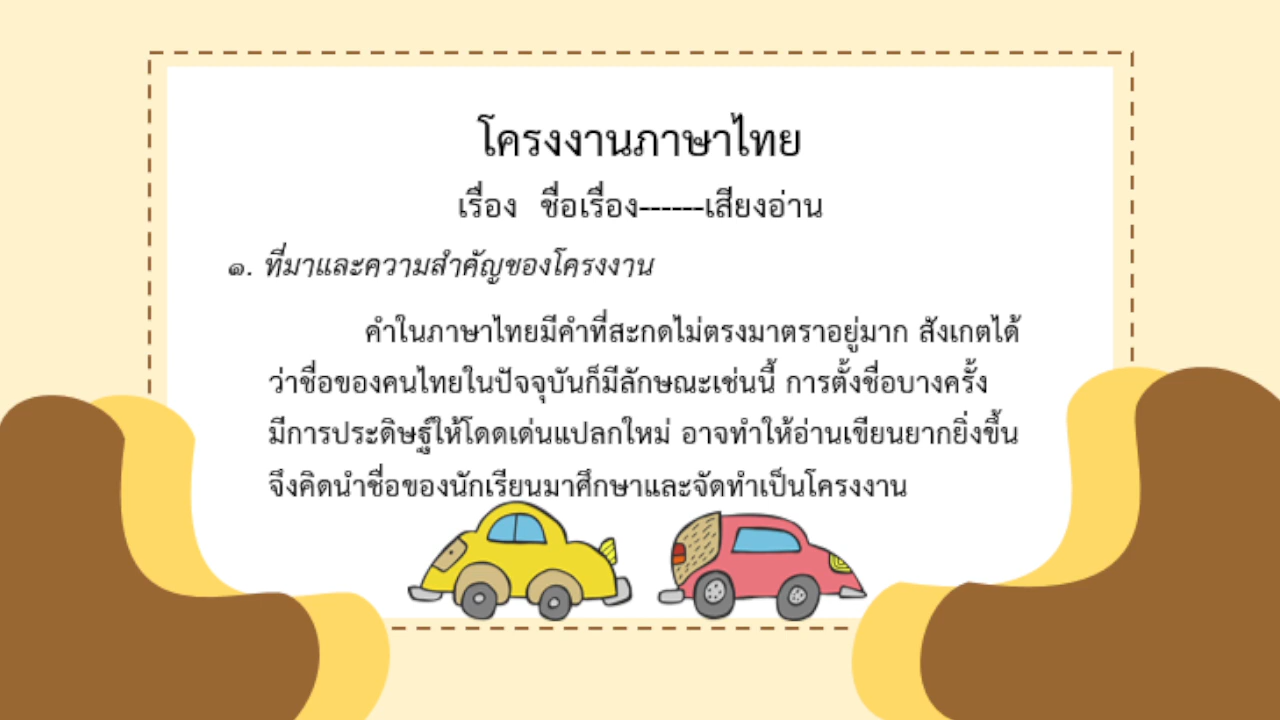 โครงงานภาษาไทย
เรื่อง ชื่อเรื่อง------เสียงอ่าน
๑. ที่มาและความสำคัญของโครงงาน
คำในภาษาไทยมีคำที่สะกดไม่ตรงมาตราอยู่มาก สังเกตได้
ว่าชื่อของคนไทยในปัจจุบันก็มีลักษณะเช่นนี้ การตั้งชื่อบางครั้ง
มีการประดิษฐ์ให้โดดเด่นแปลกใหม่ อาจทำให้อ่านเขียนยากยิ่งขึ้น
จึงคิดนำชื่อของนักเรียนมาศึกษาและจัดทำเป็นโครงงาน